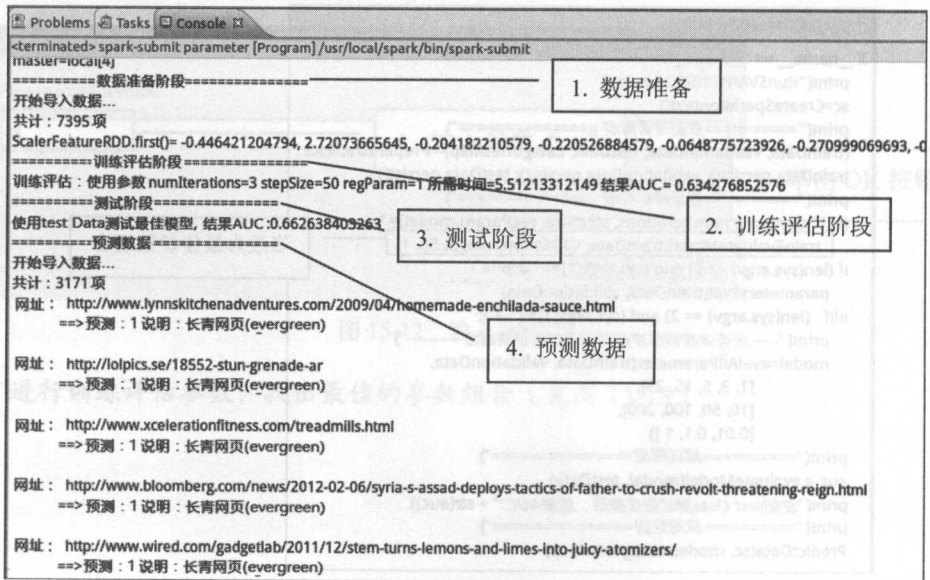 Problems Tasks Console
<terminated> spark-submit parameter [Program] /usr/local/spark/bin/spark-submit
master=local[4]
==========数据准备阶段===============
开始导入数据...
共计：7395项
ScalerFeatureRDD.first()= -0.446421204794, 2.72073665645, -0.204182210579, -0.220526884579, -0.0648775723926, -0.270999069693, -0
==========训练评估阶段===============
训练评估：使用参数 numIterations=3 stepSize=50 regParam=1 所需时间=5.51213312149 结果AUC= 0.634276852576
==========测试阶段===============
使用test Data测试最佳模型, 结果 AUC:0.662638403263
==========预测数据
开始导入数据...
共计：3171项
网址： http://www.lynnskitchenadventures.com/2009/04/homemade-enchilada-sauce.html
==>预测：1 说明：长青网页(evergreen)
网址： http://lolpics.se/18552-stun-grenade-ar
==>预测：1 说明：长青网页(evergreen)
网址： http://www.xcelerationfitness.com/treadmills.html
==>预测：1 说明：长青网页(evergreen)
网址： http://www.bloomberg.com/news/2012-02-06/syria-s-assad-deploys-tactics-of-father-to-crush-revolt-threatening-reign.html
==>预测：1 说明：长青网页(evergreen)
网址： http://www.wired.com/gadgetlab/2011/12/stem-turns-lemons-and-limes-into-juicy-atomizers/
==>预测：1 说明：长青网页(evergreen)
1. 数据准备
2. 训练评估阶段
3. 测试阶段
4. 预测数据